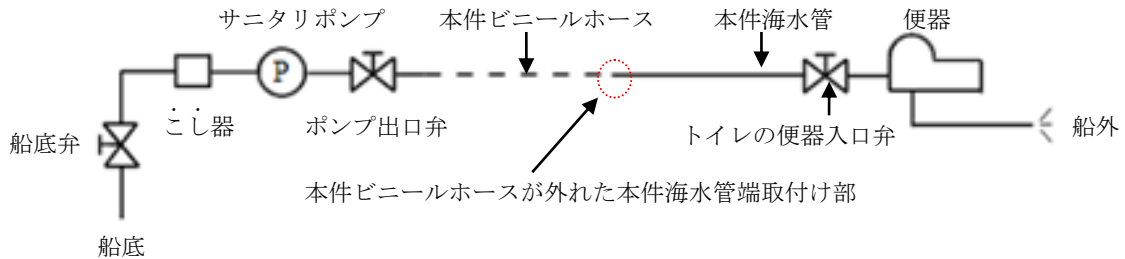 サニタリポンプ 本件ビニールホース 本件海水管 便器
P
船底弁 こし器 ポンプ出口弁 トイレの便器入口弁 船外
本件ビニールホースが外れた本件海水管端取付け部
船底